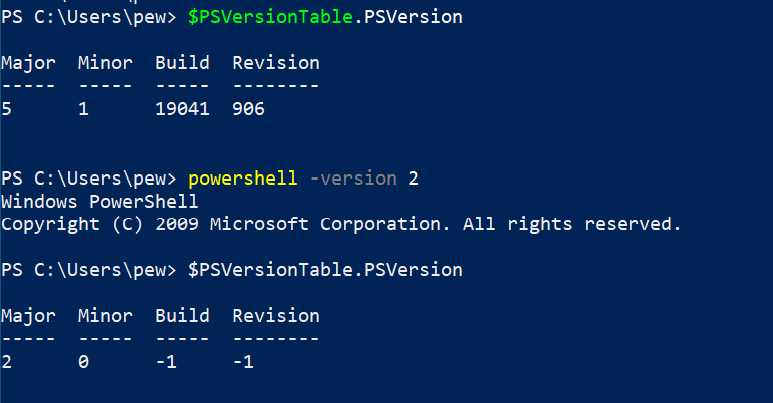 PS C:\Users\pew> $PSVersionTable.PSVersion
Major  Minor  Build  Revision
-----  -----  -----  --------
5      1      19041  906
PS C:\Users\pew> powershell -version 2
Windows PowerShell
Copyright (C) 2009 Microsoft Corporation. All rights reserved.
PS C:\Users\pew> $PSVersionTable.PSVersion
Major  Minor  Build  Revision
-----  -----  -----  --------
2      0      -1     -1